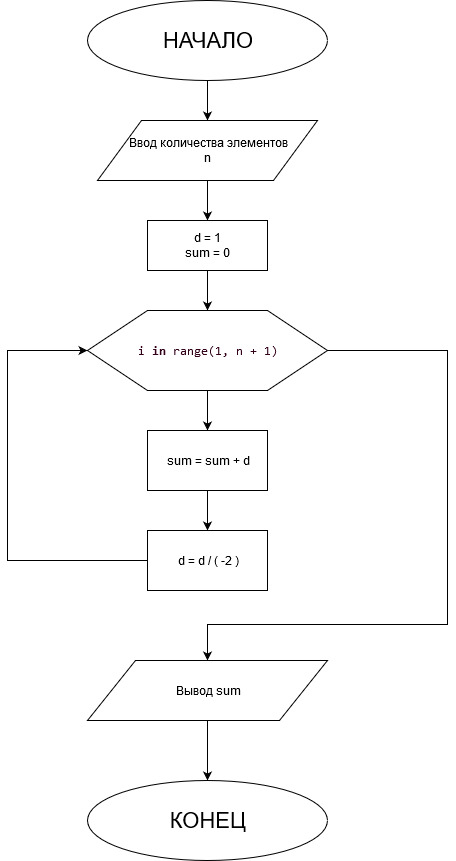 НАЧАЛО
Ввод количества элементов
n
d = 1
sum = 0
i in range(1, n + 1)
sum = sum + d
d = d / ( -2 )
Вывод sum
КОНЕЦ